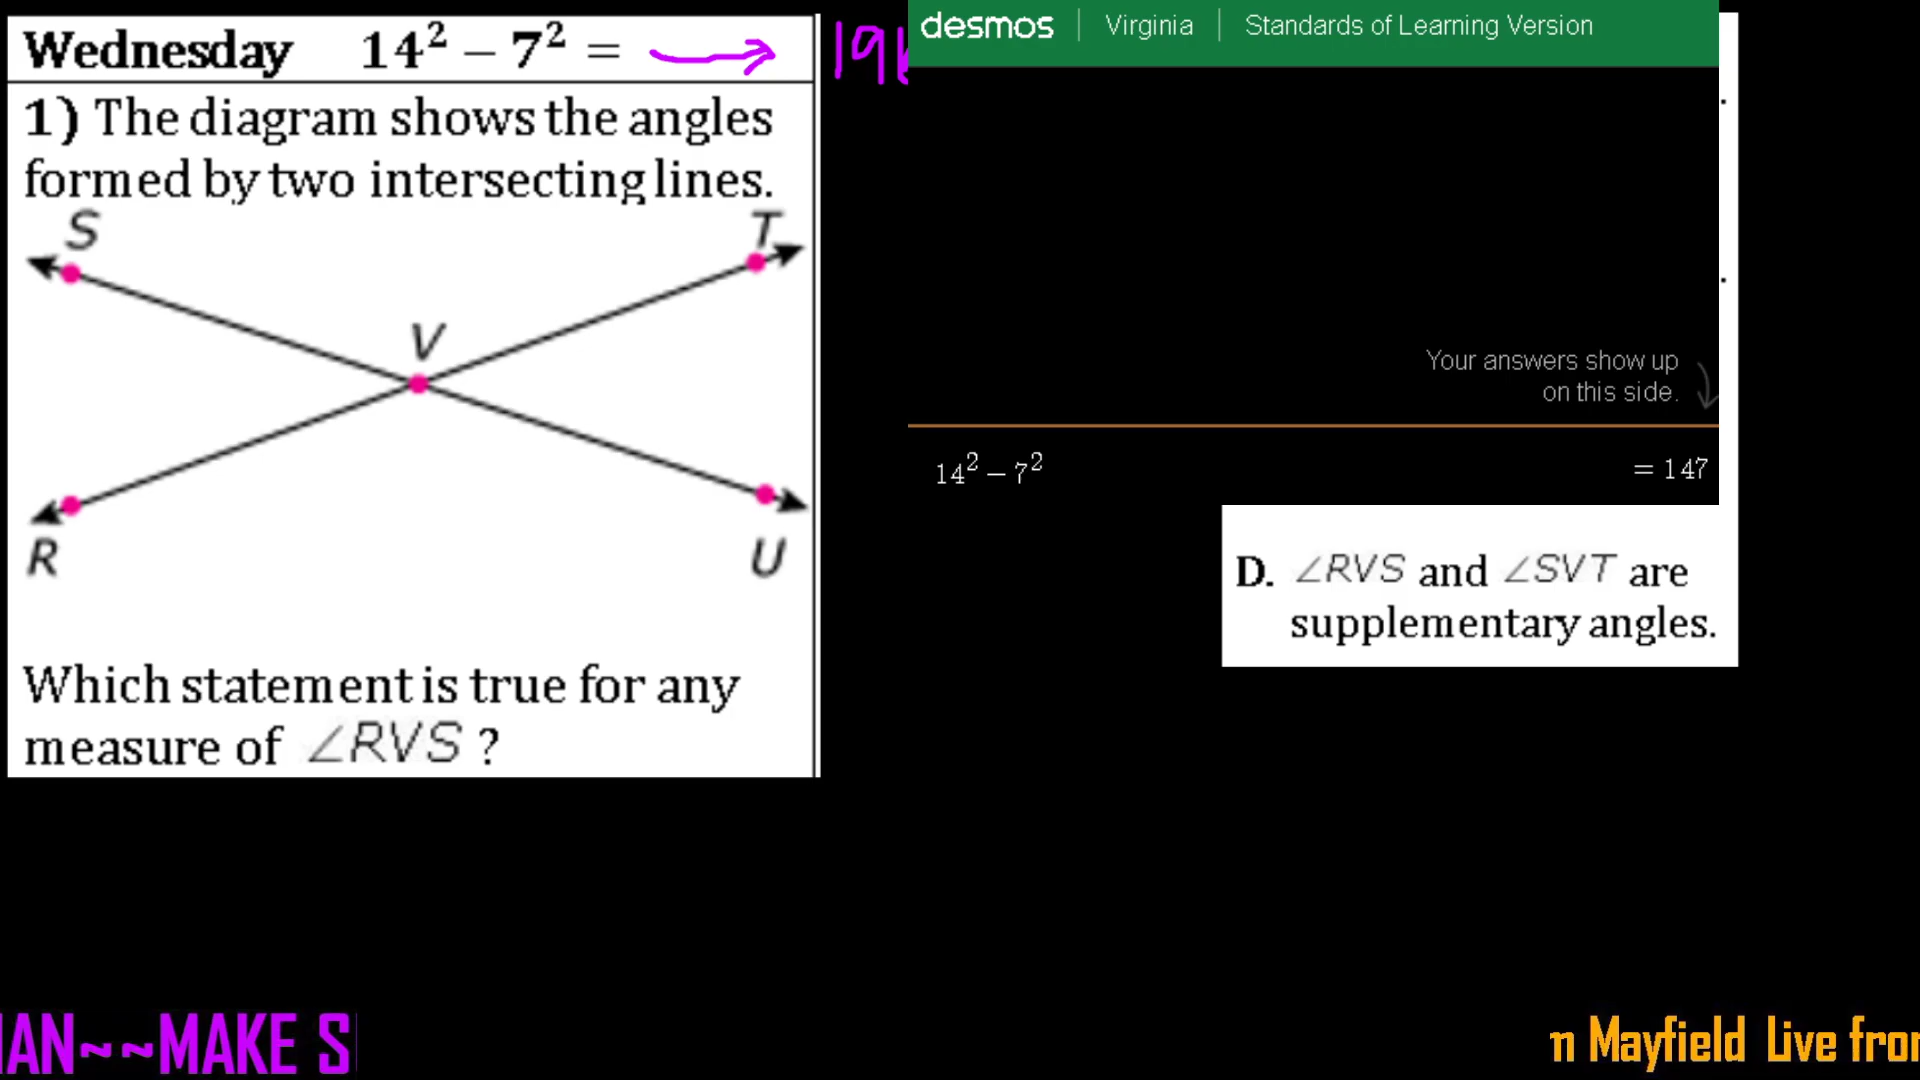 Wednesday 14² − 7² =
19
1) The diagram shows the angles
formed by two intersecting lines.
S
T
V
R
U
Which statement is true for any
measure of ∠RVS ?
desmos | Virginia | Standards of Learning Version
Your answers show up
on this side.
14² − 7² = 147
D. ∠RVS and ∠SVT are
supplementary angles.
IAN~~MAKE S
n Mayfield Live from